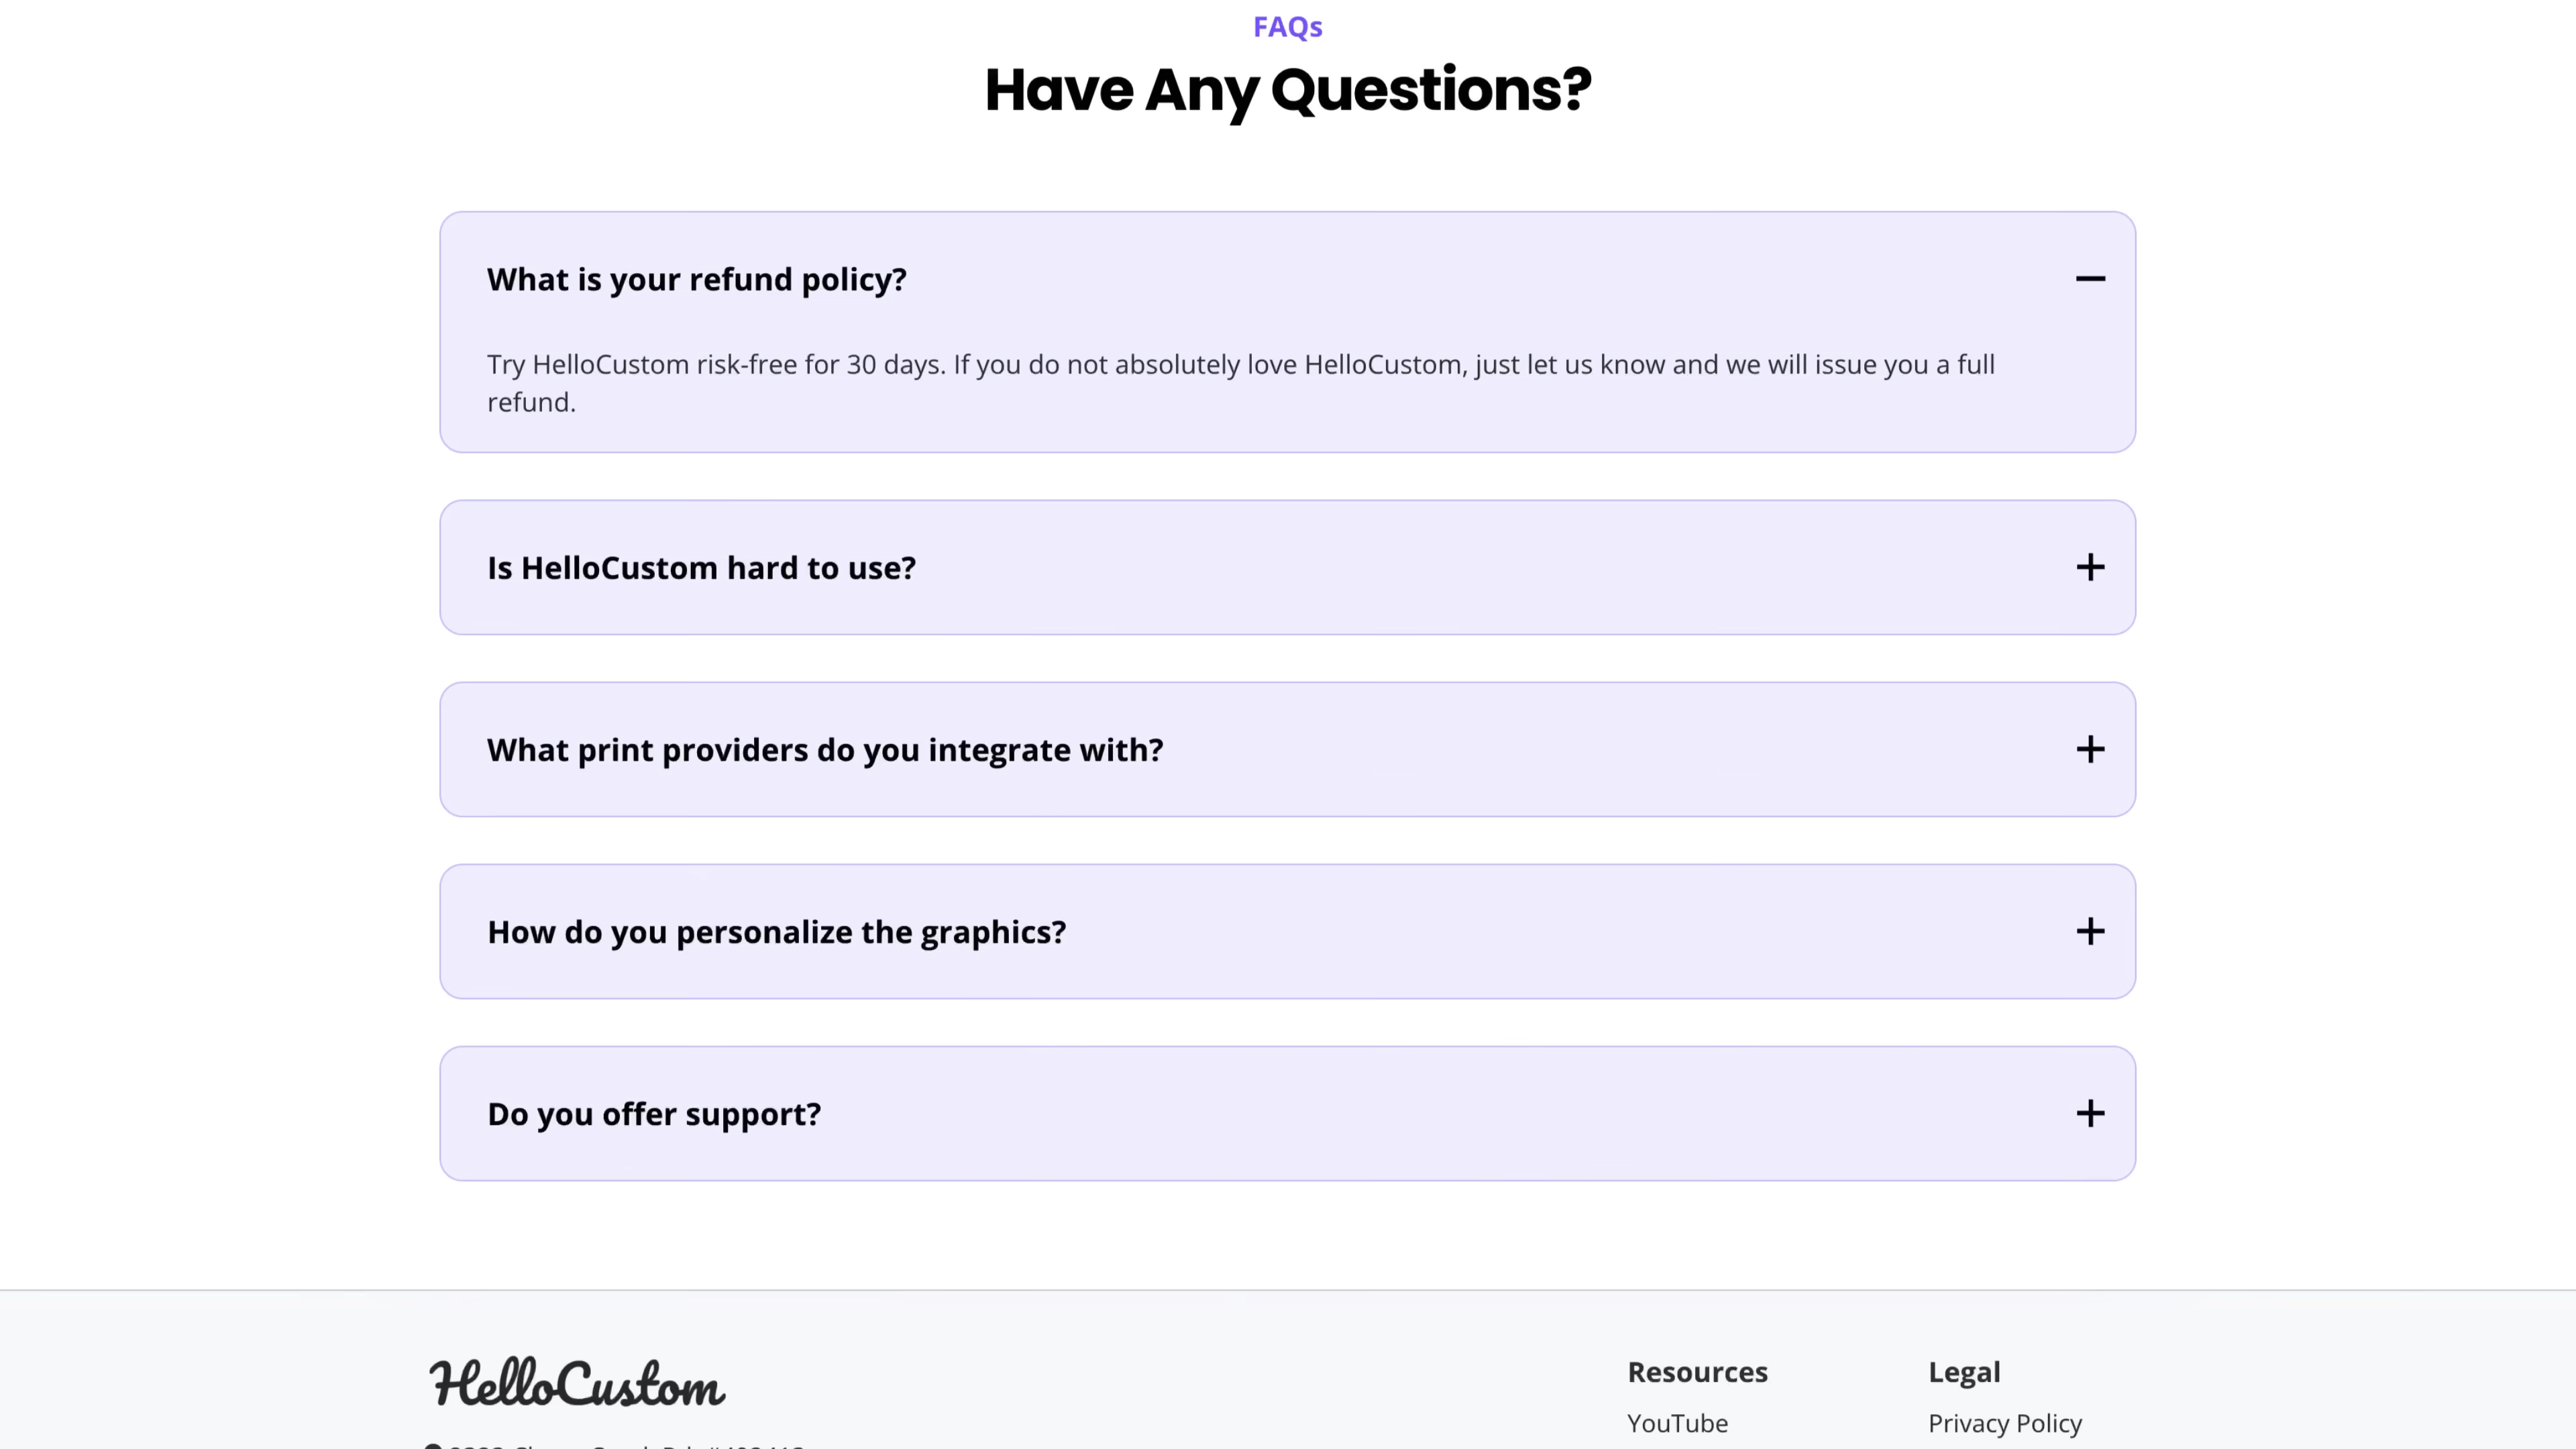 FAQs
Have Any Questions?
What is your refund policy?
Try HelloCustom risk-free for 30 days. If you do not absolutely love HelloCustom, just let us know and we will issue you a full
refund.
Is HelloCustom hard to use?
What print providers do you integrate with?
How do you personalize the graphics?
Do you offer support?
HelloCustom
Resources
Legal
YouTube
Privacy Policy